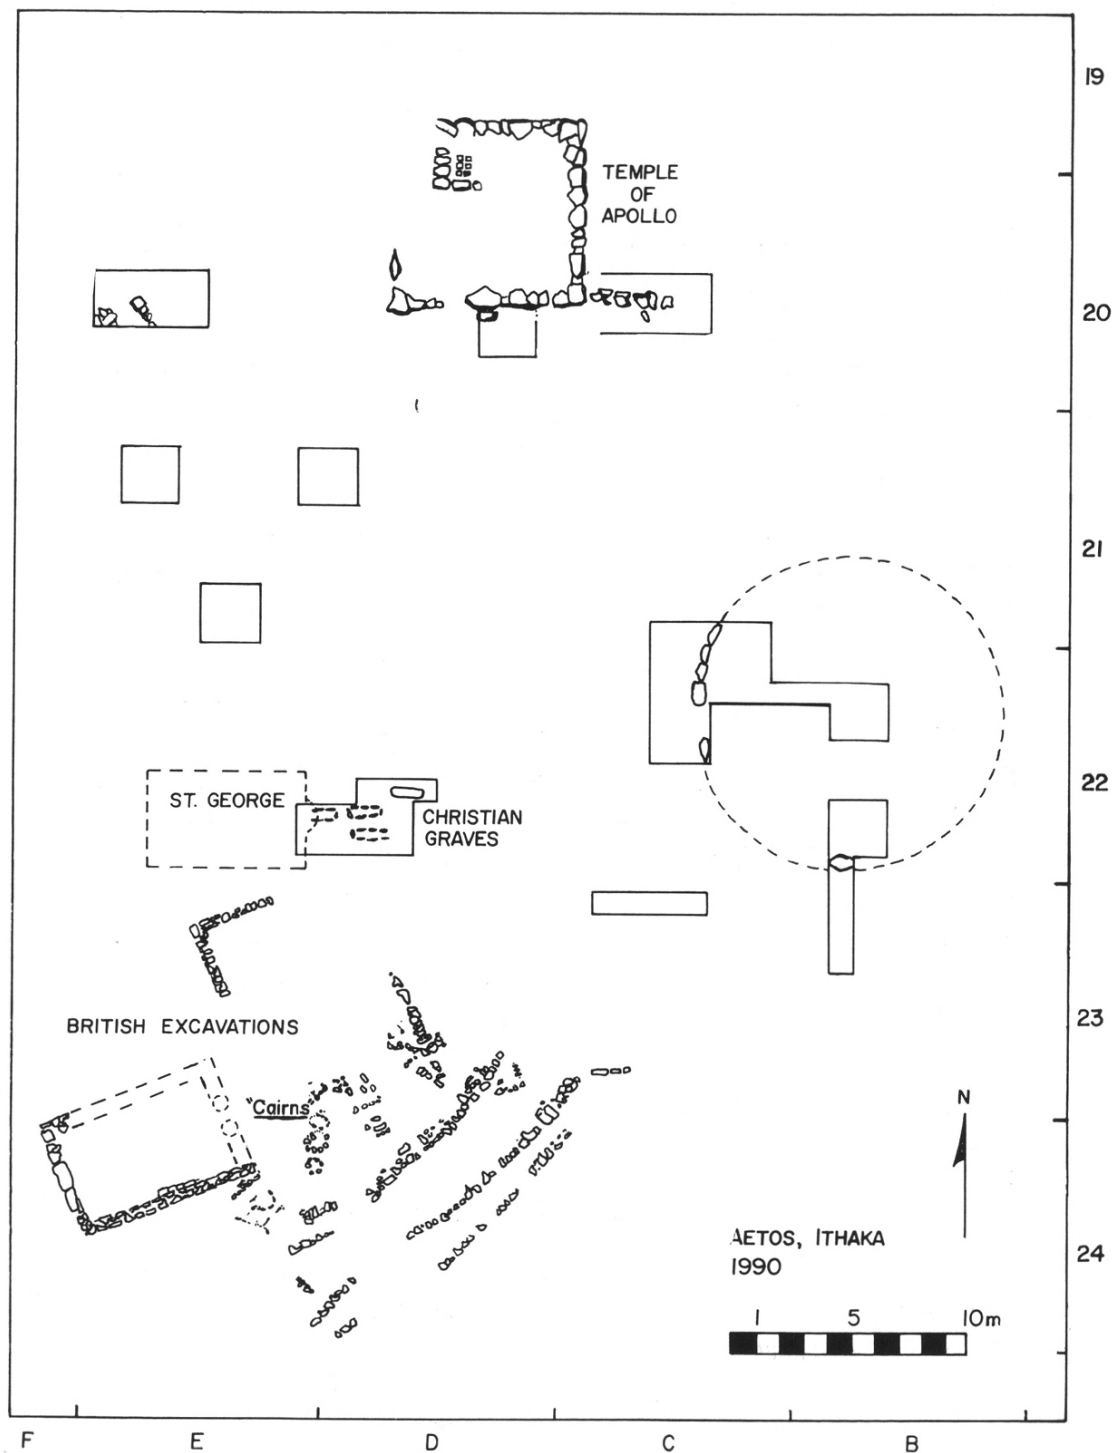 19
TEMPLE
OF
APOLLO
20
21
22
ST. GEORGE
CHRISTIAN
GRAVES
BRITISH EXCAVATIONS
23
"Cairns
N
AETOS, ITHAKA
1990
24
1 5 10m
F E D C B